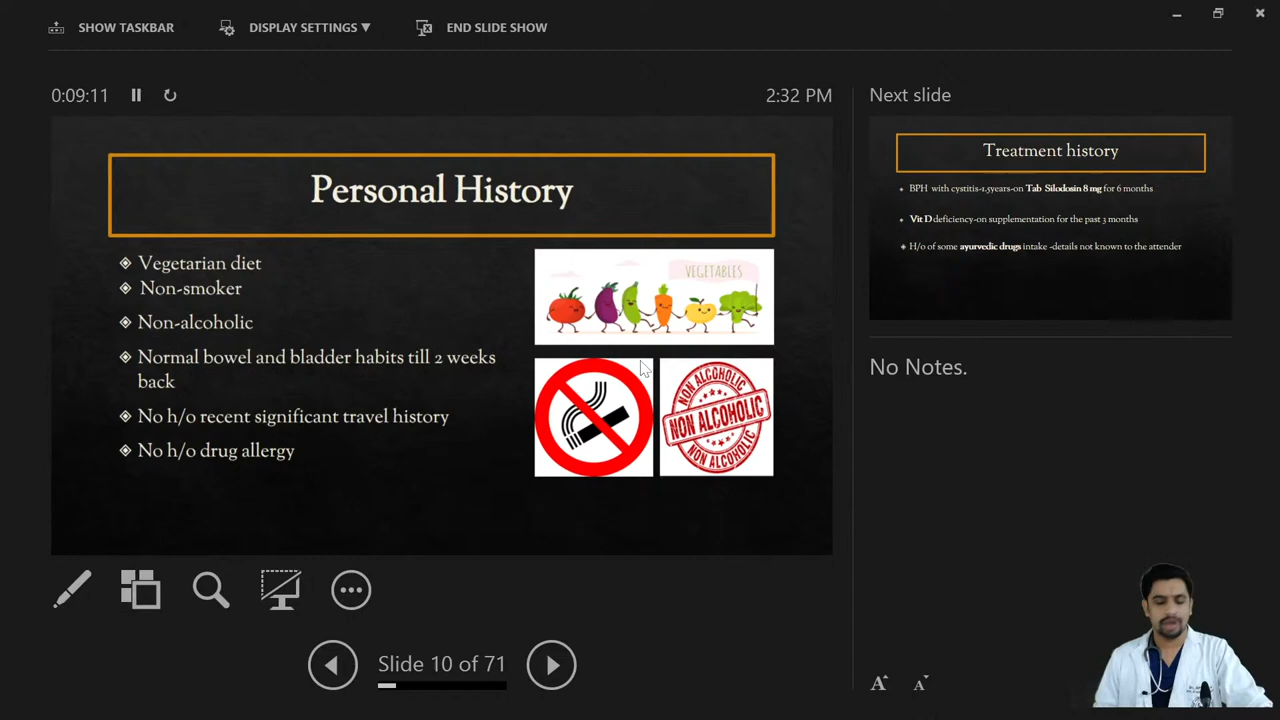 SHOW TASKBAR
DISPLAY SETTINGS ▼
END SLIDE SHOW
0:09:11
2:32 PM
Personal History
Vegetarian diet
Non-smoker
Non-alcoholic
Normal bowel and bladder habits till 2 weeks
back
No h/o recent significant travel history
No h/o drug allergy
VEGETABLES
NON ALCOHOLIC
NON ALCOHOLIC
NON ALCOHOLIC
Slide 10 of 71
Next slide
Treatment history
BPH with cystitis-1.5years-on Tab Silodosin 8 mg for 6 months
Vit D deficiency-on supplementation for the past 3 months
H/o of some ayurvedic drugs intake -details not known to the attender
No Notes.
A
A